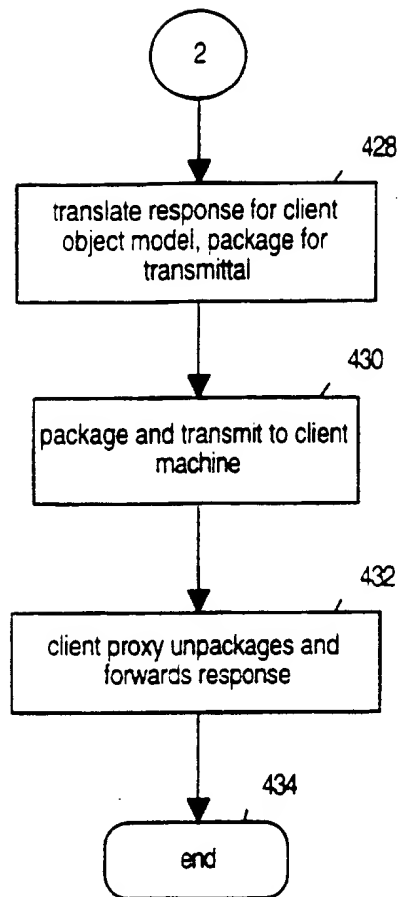 2
428
translate response for client
object model, package for
transmittal
430
package and transmit to client
machine
432
client proxy unpackages and
forwards response
434
end